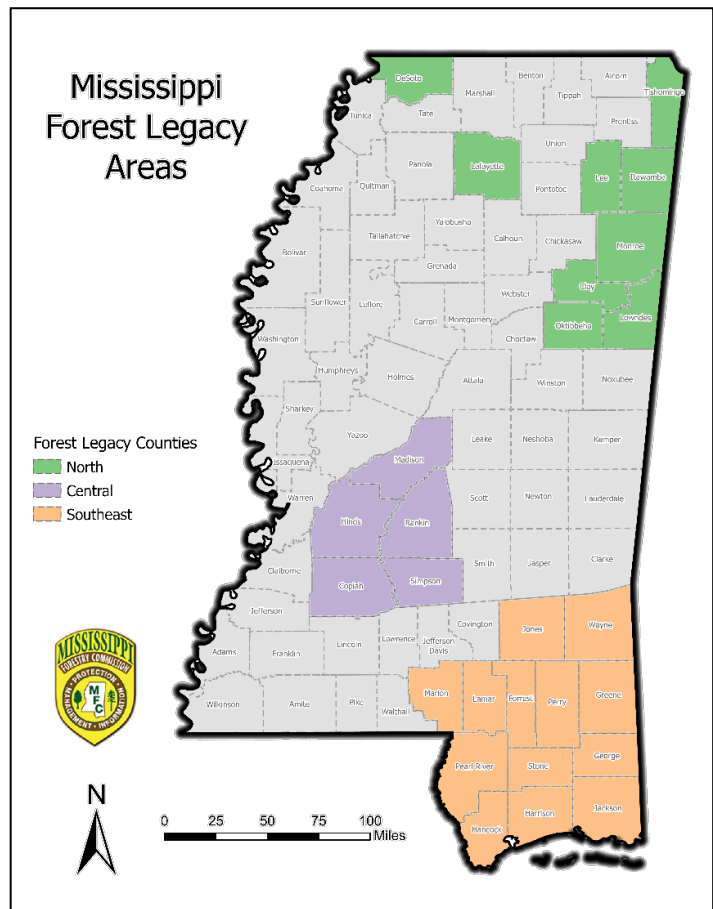 Mississippi
Forest Legacy
Areas
DeSoto
Benton
Alcorn
Marshall
Tippah
Tishomingo
Tunica
Tate
Prentiss
Union
Panola
Lafayette
Lee
Itawamba
Coahoma
Quitman
Pontotoc
Yalobusha
Monroe
Tallahatchie
Calhoun
Chickasaw
Bolivar
Grenada
Clay
Webster
Sunflower
Leflore
Lowndes
Carroll
Montgomery
Oktibbeha
Washington
Choctaw
Humphreys
Holmes
Attala
Winston
Noxubee
Sharkey
Yazoo
Leake
Neshoba
Kemper
Issaquena
Madison
Warren
Scott
Newton
Lauderdale
Hinds
Rankin
Claiborne
Smith
Jasper
Clarke
Copiah
Simpson
Jefferson
Covington
Jones
Wayne
Adams
Franklin
Lincoln
Lawrence
Jefferson
Davis
Marion
Lamar
Forrest
Perry
Greene
Wilkinson
Amite
Pike
Walthall
Pearl River
Stone
George
Hancock
Harrison
Jackson
Forest Legacy Counties
North
Central
Southeast
MISSISSIPPI
FORESTRY COMMISSION
PROTECTION
MANAGEMENT · INFORMATION
MFC
N
0 25 50 75 100
Miles